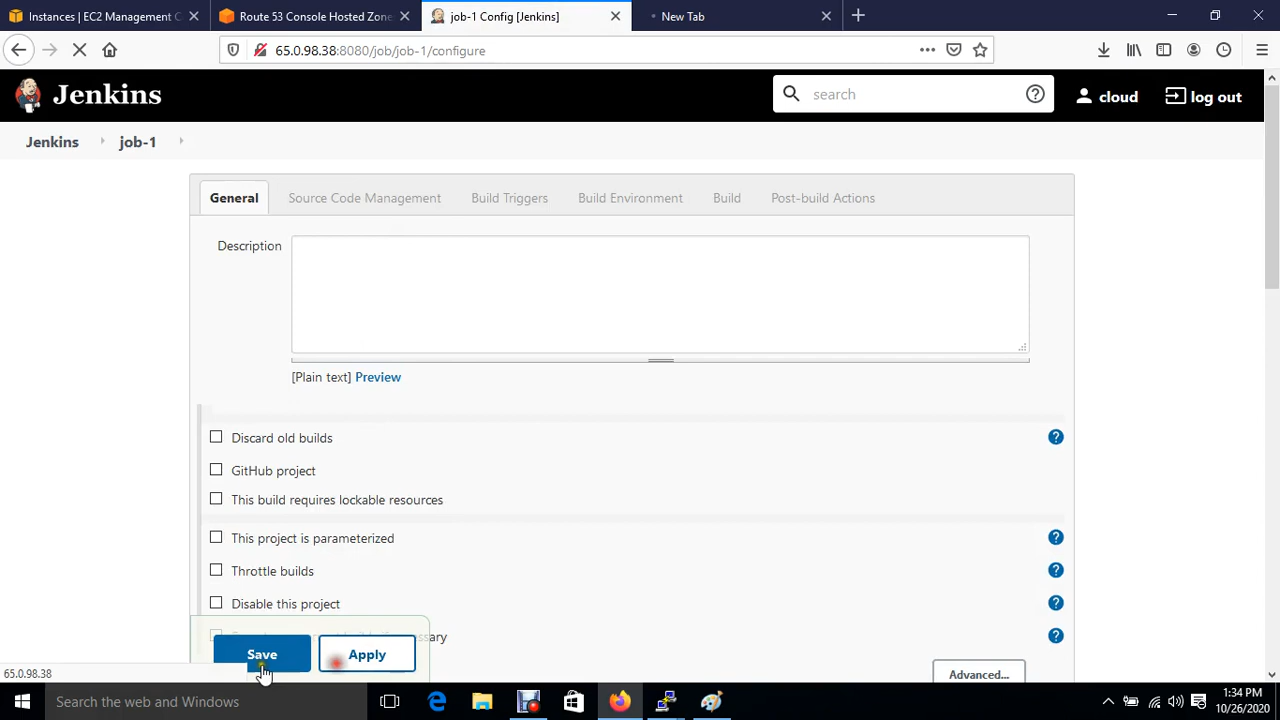 Instances | EC2 Management C
Route 53 Console Hosted Zone
job-1 Config [Jenkins]
New Tab
65.0.98.38:8080/job/job-1/configure
Jenkins
search
cloud
log out
Jenkins
job-1
General
Source Code Management
Build Triggers
Build Environment
Build
Post-build Actions
Description
[Plain text] Preview
Discard old builds
GitHub project
This build requires lockable resources
This project is parameterized
Throttle builds
Disable this project
Save
Apply
Advanced...
65.0.98.38
Search the web and Windows
1:34 PM
10/26/2020